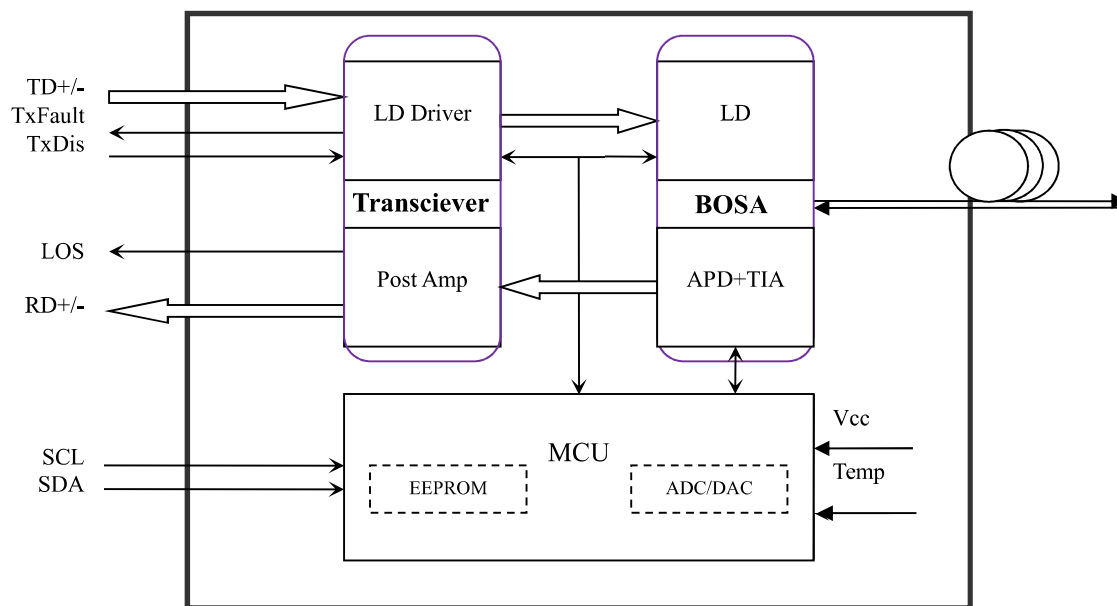 TD+/-
TxFault
TxDis
LOS
RD+/-
SCL
SDA
LD Driver
Transciever
Post Amp
LD
BOSA
APD+TIA
MCU
EEPROM
ADC/DAC
Vcc
Temp